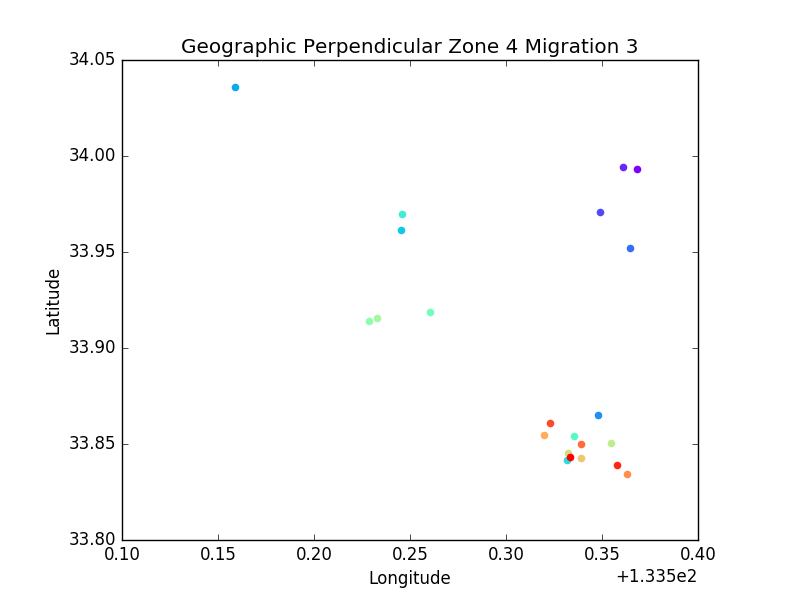 Geographic Perpendicular Zone 4 Migration 3
34.05
34.00
33.95
33.90
33.85
33.80
Latitude
0.10 0.15 0.20 0.25 0.30 0.35 0.40
+1.335e2
Longitude